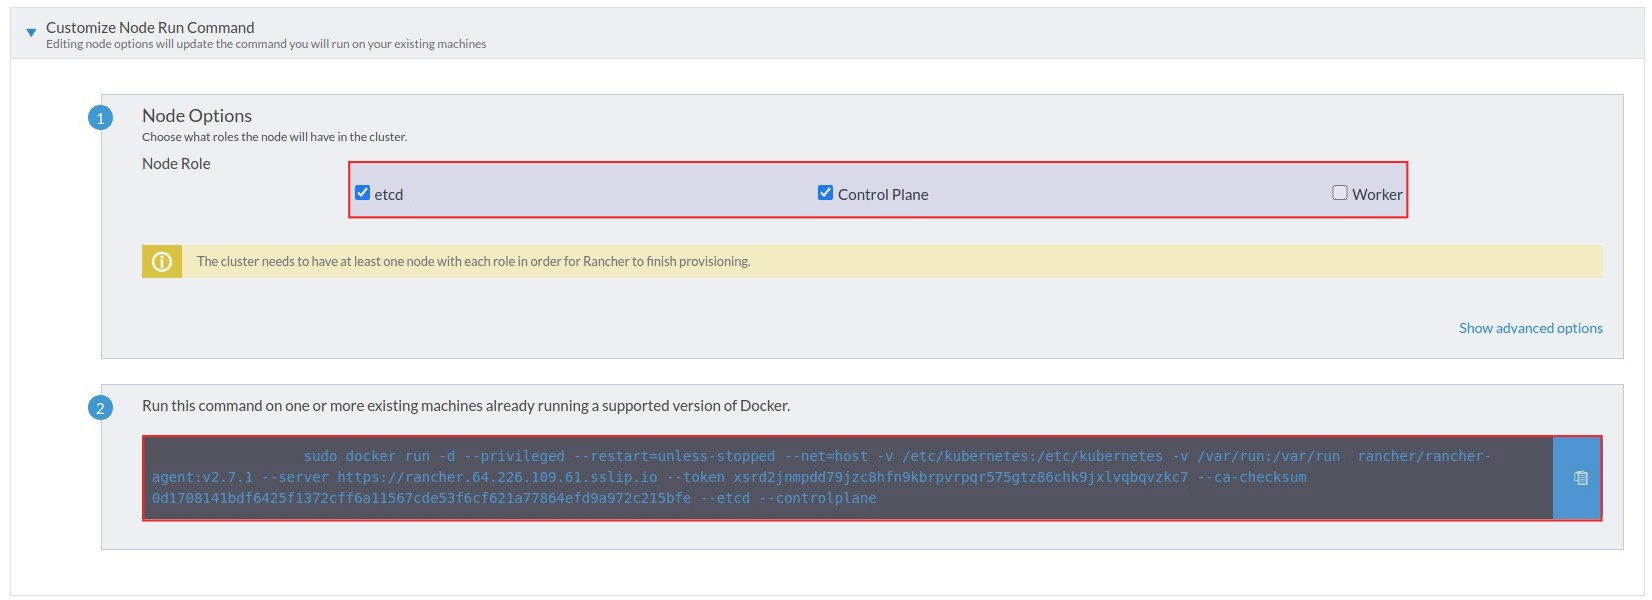 Customize Node Run Command
Editing node options will update the command you will run on your existing machines
1
Node Options
Choose what roles the node will have in the cluster.
Node Role
etcd
Control Plane
Worker
The cluster needs to have at least one node with each role in order for Rancher to finish provisioning.
Show advanced options
2
Run this command on one or more existing machines already running a supported version of Docker.
sudo docker run -d --privileged --restart=unless-stopped --net=host -v /etc/kubernetes:/etc/kubernetes -v /var/run:/var/run  rancher/rancher-
agent:v2.7.1 --server https://rancher.64.226.109.61.sslip.io --token xsrd2jnmpdd79jzc8hfn9kbrpvrpqr575gtz86chk9jxlvqbqvzkc7 --ca-checksum
0d1708141bdf6425f1372cff6a11567cde53f6cf621a77864efd9a972c215bfe --etcd --controlplane